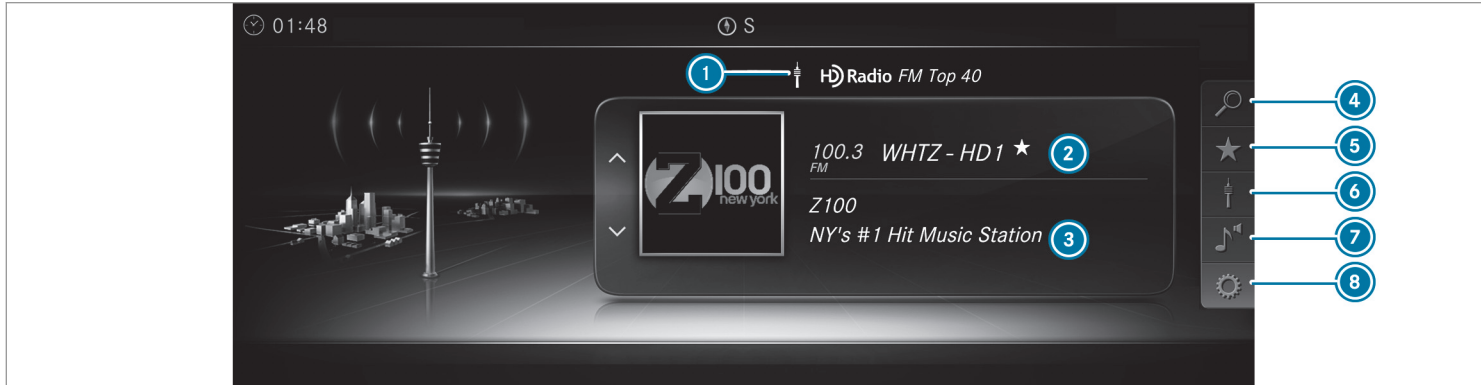 01:48
S
1
HD Radio FM Top 40
4
5
6
7
8
100.3 WHTZ - HD1 ★ 2
FM
Z100
new york
Z100
NY's #1 Hit Music Station 3